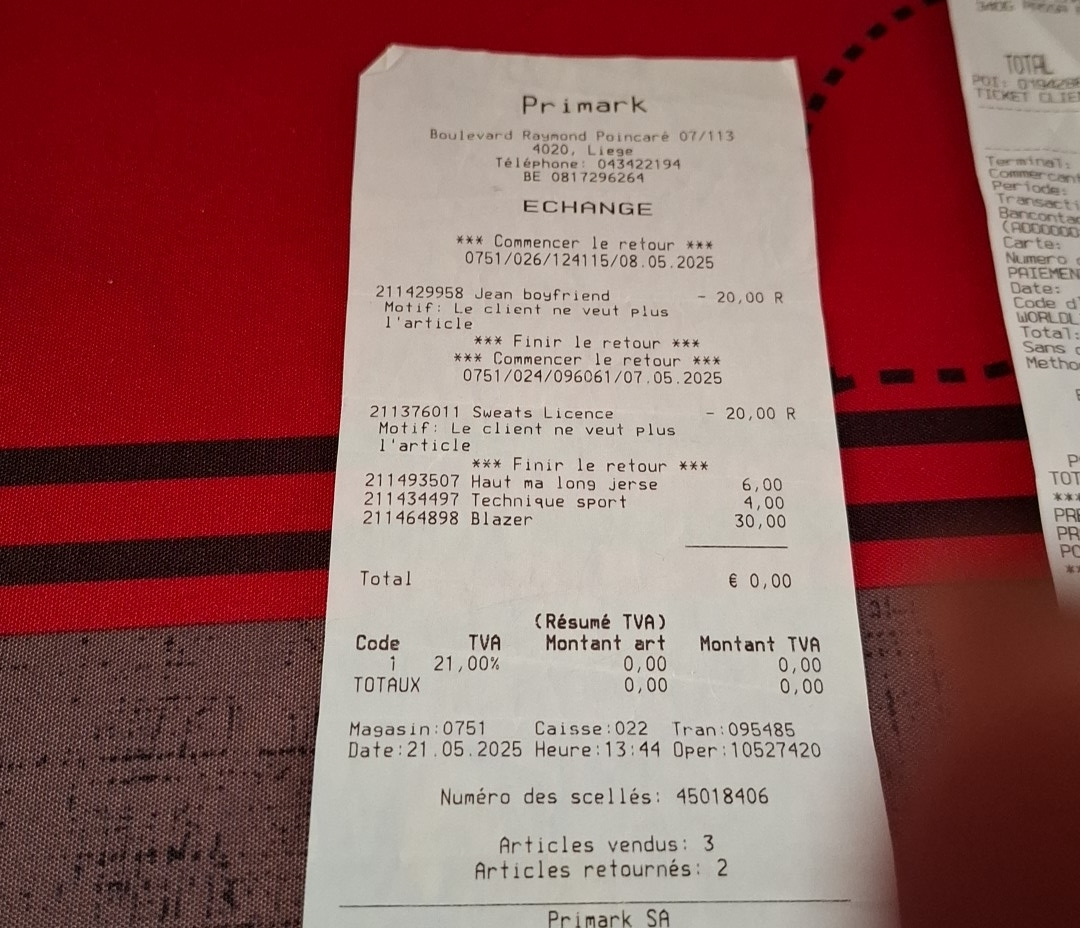 Primark
Boulevard Raymond Poincaré 07/113
4020, Liege
Téléphone: 043422194
BE 0817296264
ECHANGE
*** Commencer le retour ***
0751/026/124115/08.05.2025
211429958 Jean boyfriend - 20,00 R
Motif: Le client ne veut plus
l'article
*** Finir le retour ***
*** Commencer le retour ***
0751/024/096061/07.05.2025
211376011 Sweats Licence - 20,00 R
Motif: Le client ne veut plus
l'article
*** Finir le retour ***
211493507 Haut ma long jerse 6,00
211434497 Technique sport 4,00
211464898 Blazer 30,00
Total € 0,00
(Résumé TVA)
Code TVA Montant art Montant TVA
1 21,00% 0,00 0,00
TOTAUX 0,00 0,00
Magasin:0751 Caisse:022 Tran:095485
Date:21.05.2025 Heure:13:44 Oper:10527420
Numéro des scellés: 45018406
Articles vendus: 3
Articles retournés: 2
Primark SA
TOTAL
POI:
TICKET
Terminal:
Periode:
Carte:
Numero
Date:
Code
Total:
Sans